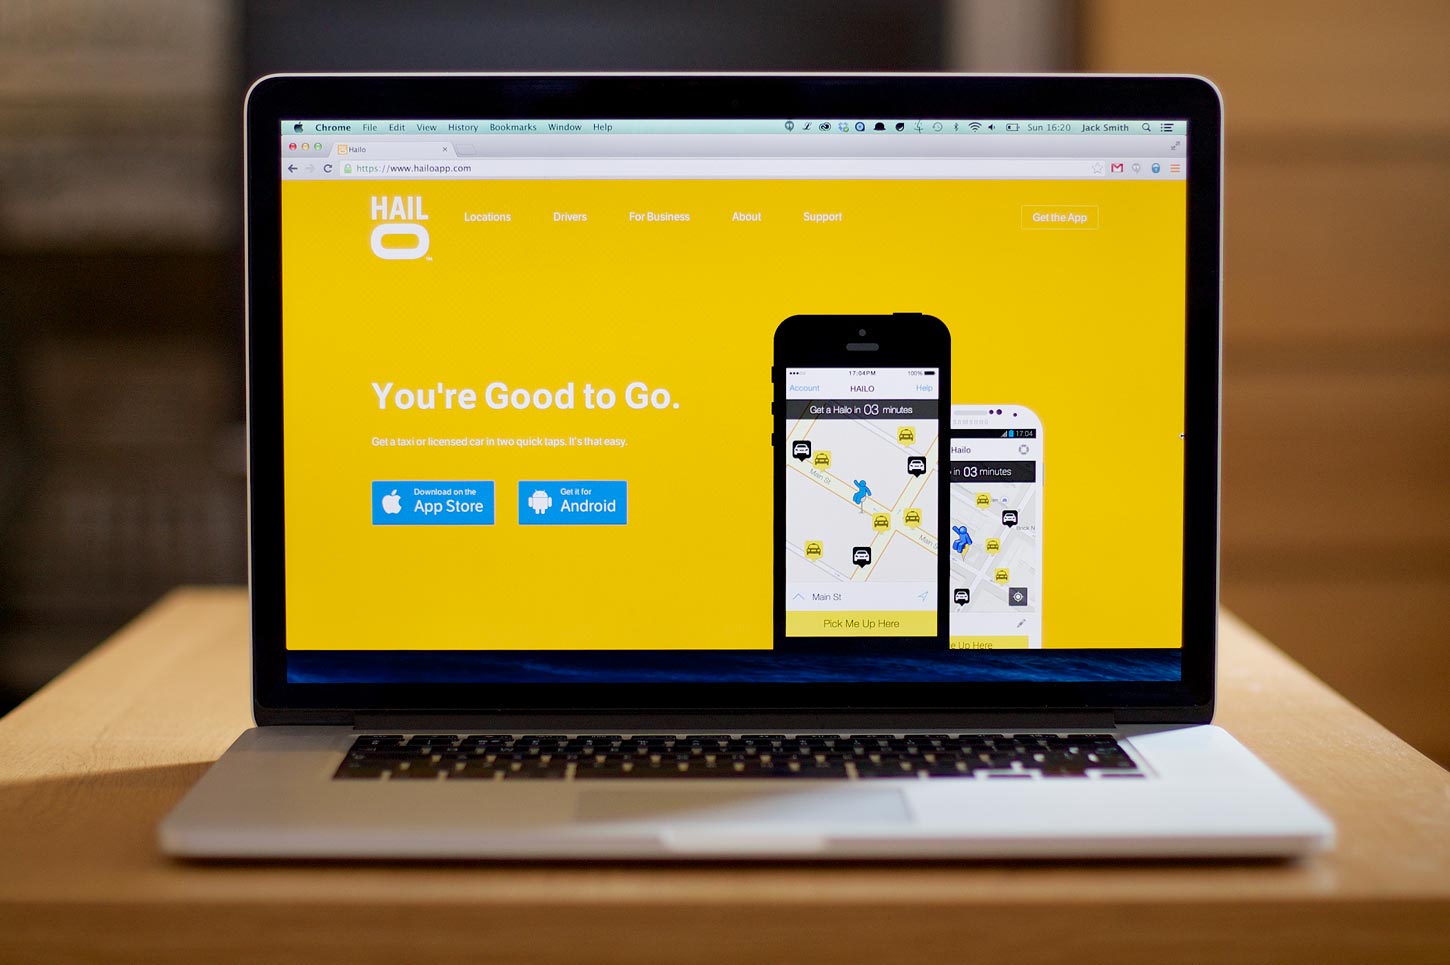 Chrome File Edit View History Bookmarks Window Help Sun 16:20 Jack Smith
Hailo
https://www.hailoapp.com
HAIL
O
TM
Locations Drivers For Business About Support Get the App
You're Good to Go.
Get a taxi or licensed car in two quick taps. It's that easy.
Download on the
App Store
Get it for
Android
17:04PM 100%
Account HAILO Help
Get a Hailo in 03 minutes
Main St
Main S
Main St
Pick Me Up Here
SAMSUNG
17:04
Hailo
in 03 minutes
Brick N
e Up Here